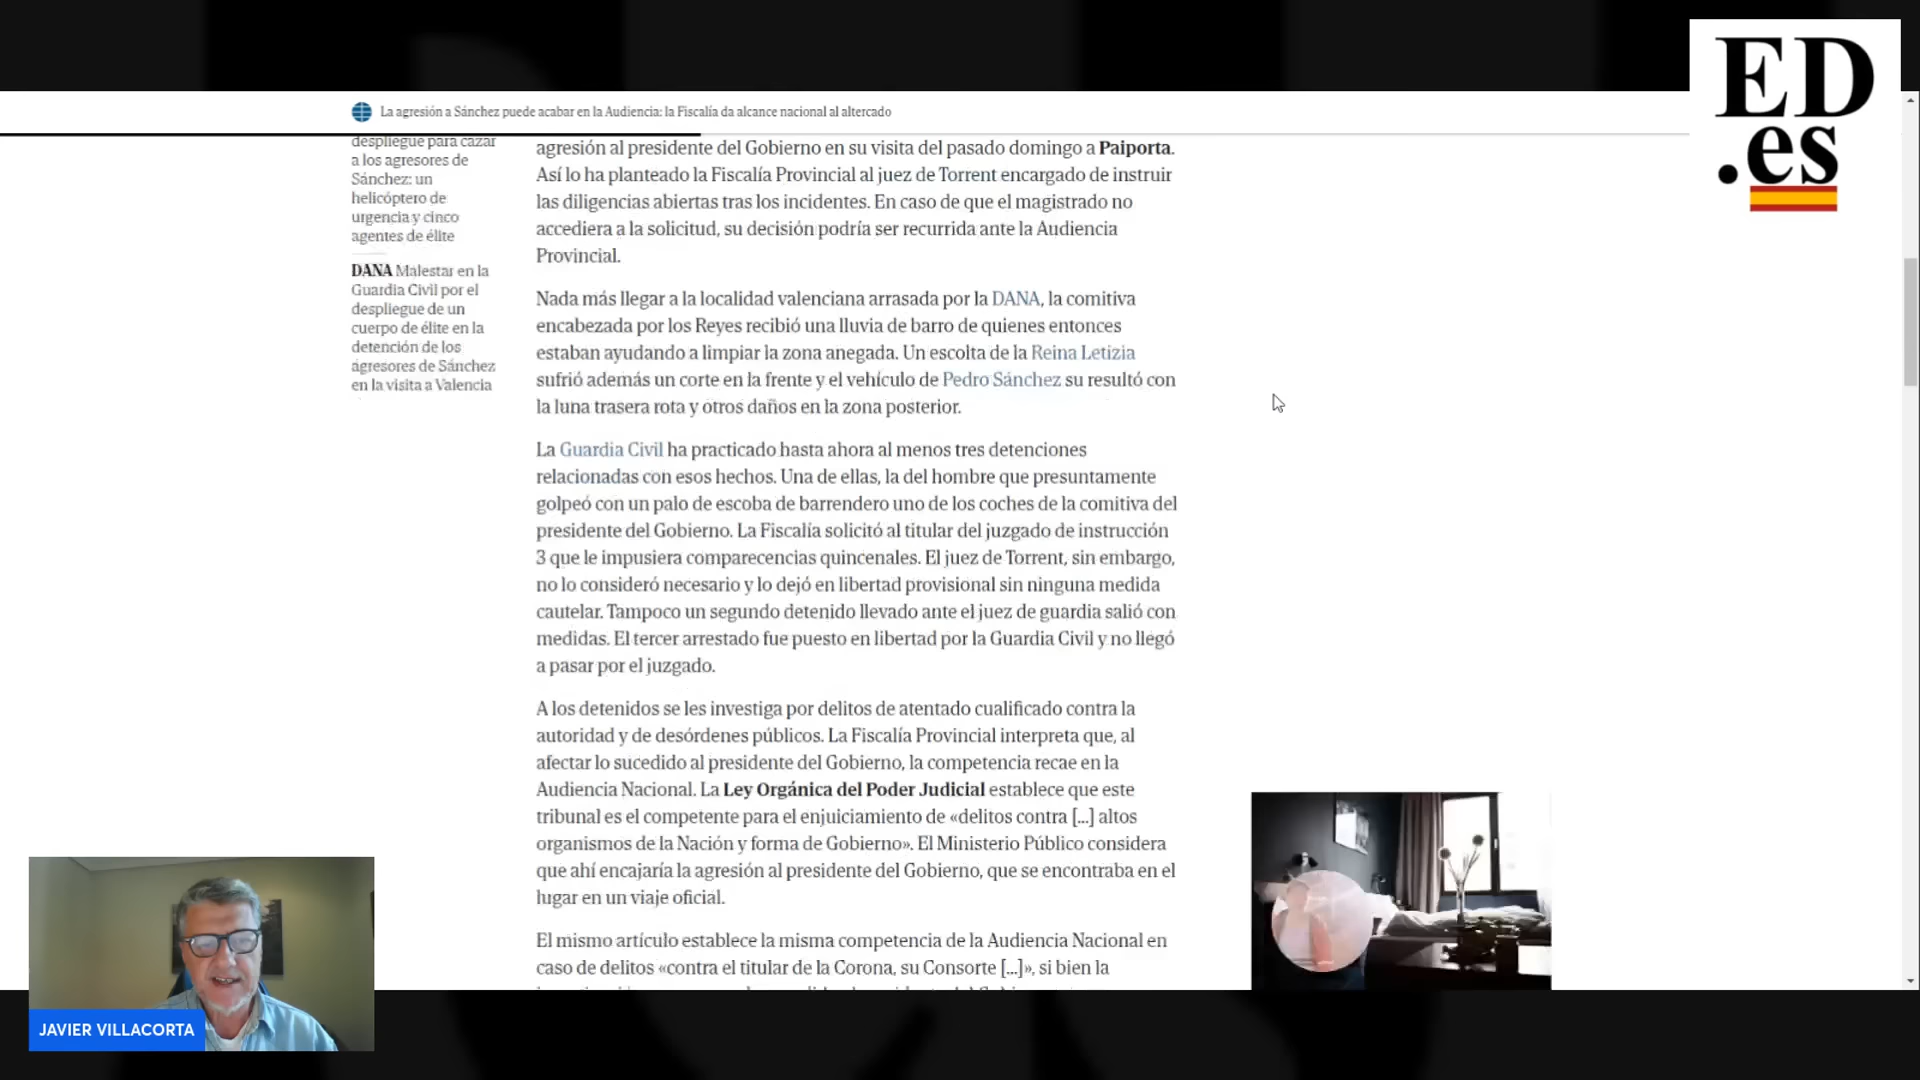 ED
.es
La agresión a Sánchez puede acabar en la Audiencia: la Fiscalía da alcance nacional al altercado
despliegue para cazar
a los agresores de
Sánchez: un
helicóptero de
urgencia y cinco
agentes de élite
DANA Malestar en la
Guardia Civil por el
despliegue de un
cuerpo de élite en la
detención de los
agresores de Sánchez
en la visita a Valencia
agresión al presidente del Gobierno en su visita del pasado domingo a Paiporta.
Así lo ha planteado la Fiscalía Provincial al juez de Torrent encargado de instruir
las diligencias abiertas tras los incidentes. En caso de que el magistrado no
accediera a la solicitud, su decisión podría ser recurrida ante la Audiencia
Provincial.
Nada más llegar a la localidad valenciana arrasada por la DANA, la comitiva
encabezada por los Reyes recibió una lluvia de barro de quienes entonces
estaban ayudando a limpiar la zona anegada. Un escolta de la Reina Letizia
sufrió además un corte en la frente y el vehículo de Pedro Sánchez su resultó con
la luna trasera rota y otros daños en la zona posterior.
La Guardia Civil ha practicado hasta ahora al menos tres detenciones
relacionadas con esos hechos. Una de ellas, la del hombre que presuntamente
golpeó con un palo de escoba de barrendero uno de los coches de la comitiva del
presidente del Gobierno. La Fiscalía solicitó al titular del juzgado de instrucción
3 que le impusiera comparecencias quincenales. El juez de Torrent, sin embargo,
no lo consideró necesario y lo dejó en libertad provisional sin ninguna medida
cautelar. Tampoco un segundo detenido llevado ante el juez de guardia salió con
medidas. El tercer arrestado fue puesto en libertad por la Guardia Civil y no llegó
a pasar por el juzgado.
A los detenidos se les investiga por delitos de atentado cualificado contra la
autoridad y de desórdenes públicos. La Fiscalía Provincial interpreta que, al
afectar lo sucedido al presidente del Gobierno, la competencia recae en la
Audiencia Nacional. La Ley Orgánica del Poder Judicial establece que este
tribunal es el competente para el enjuiciamiento de «delitos contra [...] altos
organismos de la Nación y forma de Gobierno». El Ministerio Público considera
que ahí encajaría la agresión al presidente del Gobierno, que se encontraba en el
lugar en un viaje oficial.
El mismo artículo establece la misma competencia de la Audiencia Nacional en
caso de delitos «contra el titular de la Corona, su Consorte [...]», si bien la
JAVIER VILLACORTA